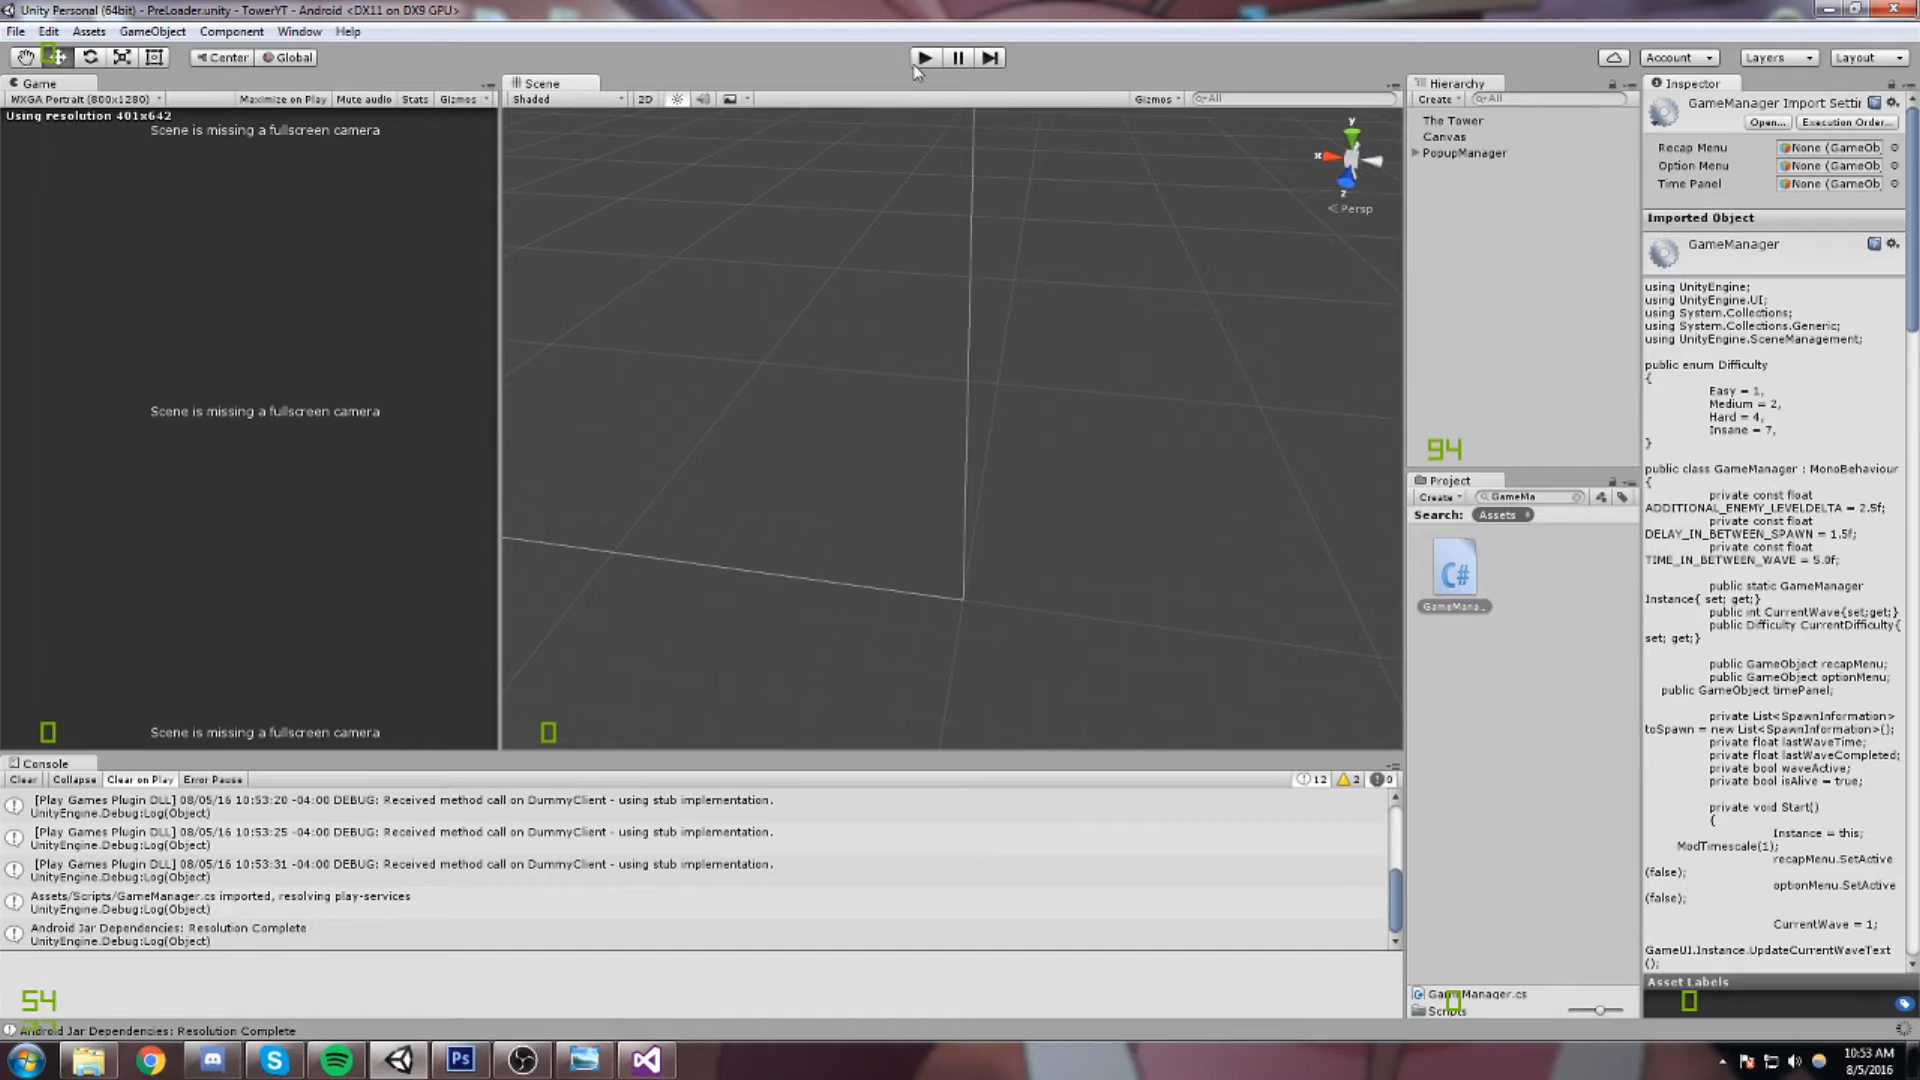 Unity Personal (64bit) - PreLoader.unity - TowerYT - Android <DX11 on DX9 GPU>
File Edit Assets GameObject Component Window Help
Center Global Account Layers Layout
Game
WXGA Portrait (800x1280) Maximize on Play Mute audio Stats Gizmos
Using resolution 401x642
Scene is missing a fullscreen camera
Scene is missing a fullscreen camera
Scene is missing a fullscreen camera
0
Scene
Shaded 2D Gizmos All
y
x
z
Persp
0
Hierarchy
Create All
The Tower
Canvas
PopupManager
94
Project
Create GameMa
Search: Assets
C#
GameMana..
GameManager.cs
Scripts
0
Inspector
GameManager Import Settir
Open... Execution Order...
Recap Menu None (GameOb
Option Menu None (GameOb
Time Panel None (GameOb
Imported Object
GameManager
using UnityEngine;
using UnityEngine.UI;
using System.Collections;
using System.Collections.Generic;
using UnityEngine.SceneManagement;
public enum Difficulty
{
Easy = 1,
Medium = 2,
Hard = 4,
Insane = 7,
}
public class GameManager : MonoBehaviour
{
private const float
ADDITIONAL_ENEMY_LEVELDELTA = 2.5f;
private const float
DELAY_IN_BETWEEN_SPAWN = 1.5f;
private const float
TIME_IN_BETWEEN_WAVE = 5.0f;
public static GameManager
Instance{ set; get;}
public int CurrentWave{set;get;}
public Difficulty CurrentDifficulty{
set; get;}
public GameObject recapMenu;
public GameObject optionMenu;
public GameObject timePanel;
private List<SpawnInformation>
toSpawn = new List<SpawnInformation>();
private float lastWaveTime;
private float lastWaveCompleted;
private bool waveActive;
private bool isAlive = true;
private void Start()
{
Instance = this;
ModTimescale(1);
recapMenu.SetActive
(false);
optionMenu.SetActive
(false);
CurrentWave = 1;
GameUI.Instance.UpdateCurrentWaveText
();
Asset Labels
0
Console
Clear Collapse Clear on Play Error Pause 12 2 0
[Play Games Plugin DLL] 08/05/16 10:53:20 -04:00 DEBUG: Received method call on DummyClient - using stub implementation.
UnityEngine.Debug:Log(Object)
[Play Games Plugin DLL] 08/05/16 10:53:25 -04:00 DEBUG: Received method call on DummyClient - using stub implementation.
UnityEngine.Debug:Log(Object)
[Play Games Plugin DLL] 08/05/16 10:53:31 -04:00 DEBUG: Received method call on DummyClient - using stub implementation.
UnityEngine.Debug:Log(Object)
Assets/Scripts/GameManager.cs imported, resolving play-services
UnityEngine.Debug:Log(Object)
Android Jar Dependencies: Resolution Complete
UnityEngine.Debug:Log(Object)
54
Android Jar Dependencies: Resolution Complete
Ps
10:53 AM
8/5/2016